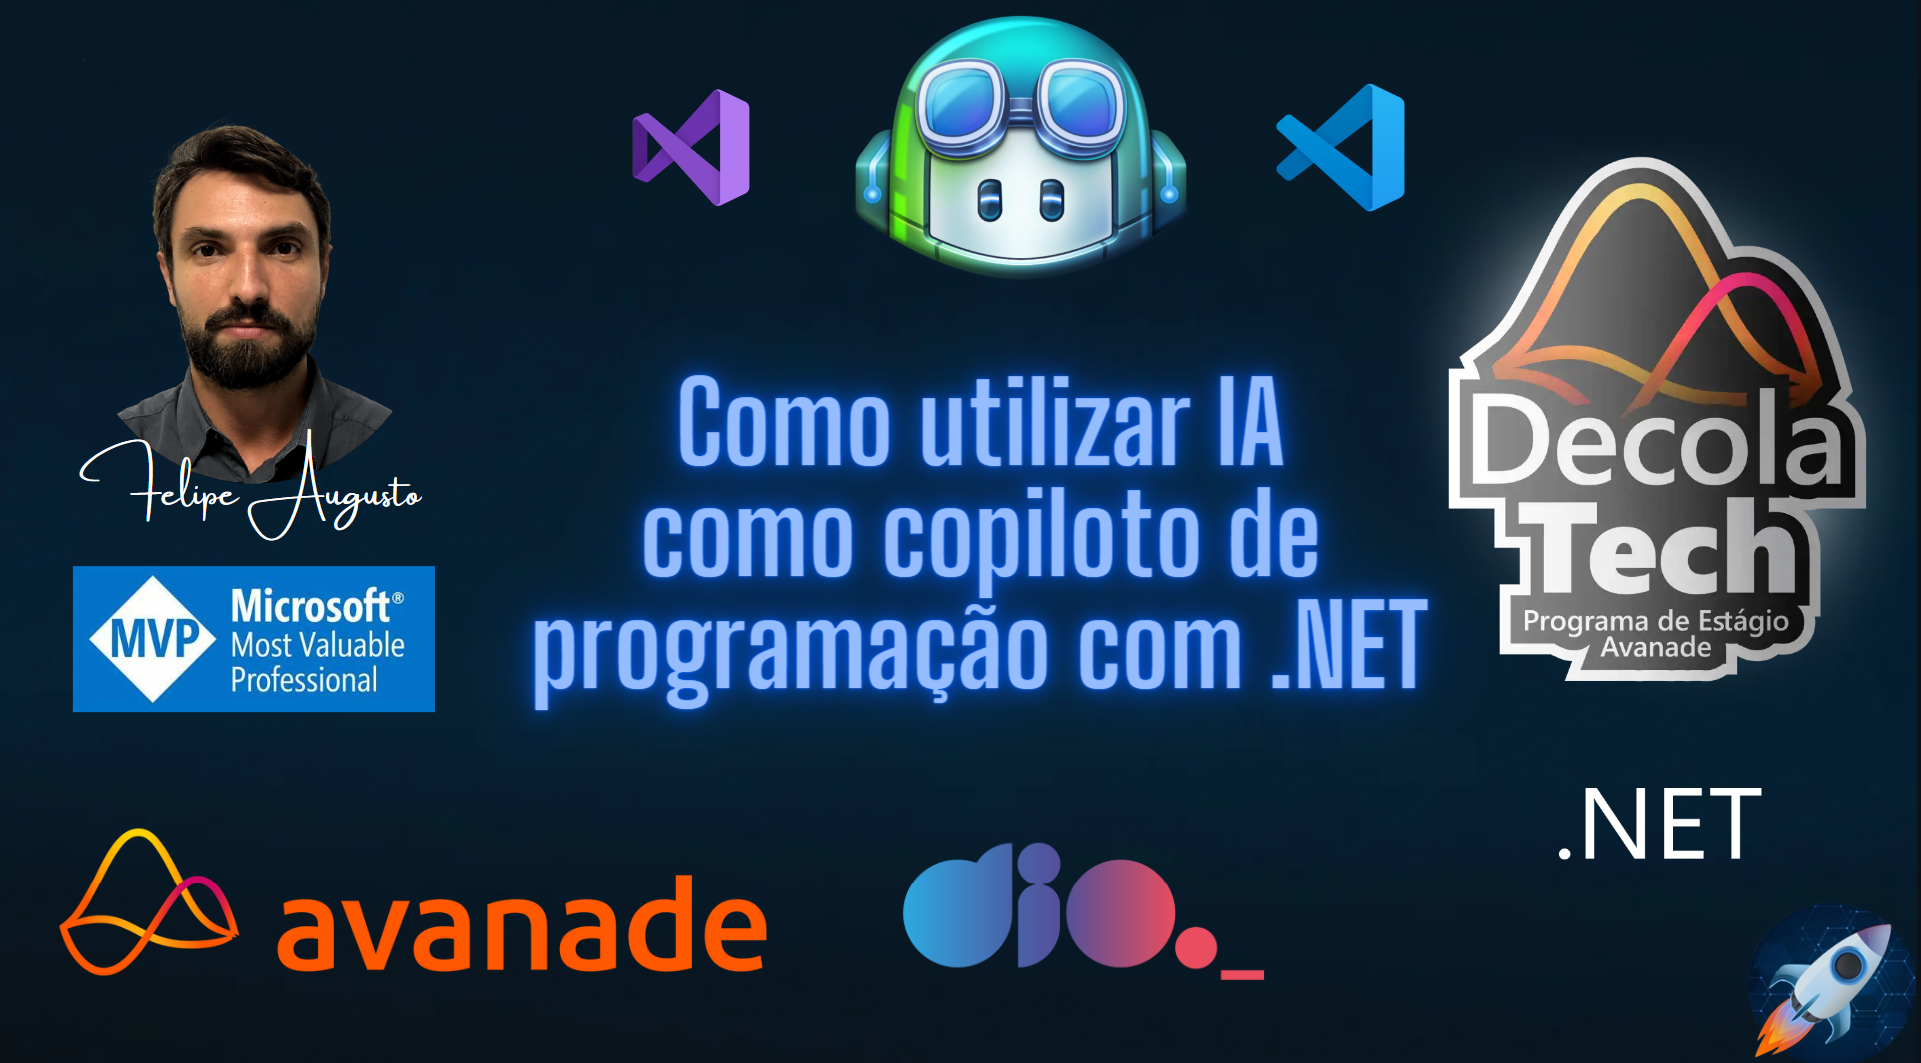 Como utilizar IA
como copiloto de
programação com .NET
Felipe Augusto
MVP
Microsoft®
Most Valuable
Professional
Decola
Tech
Programa de Estágio
Avanade
.NET
avanade
dio._